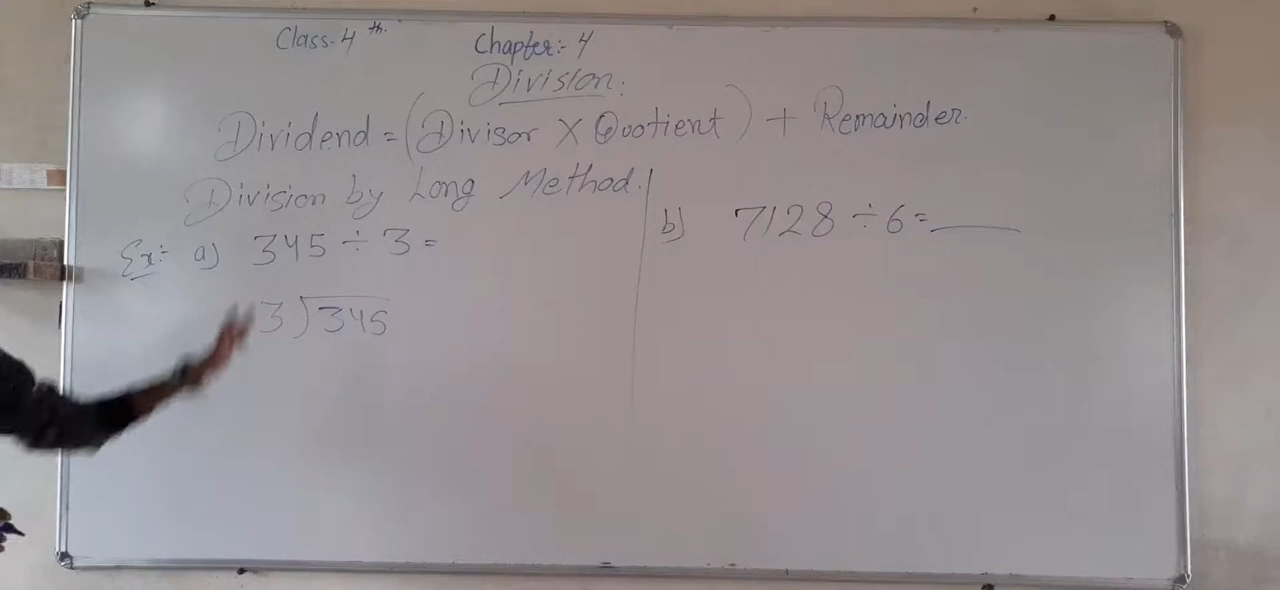 Class-4th. Chapter:- 4
Division:
Dividend = (Divisor X Quotient) + Remainder.
Division by Long Method.
Ex:- a) 345 ÷ 3 =
3)345
b) 7128 ÷ 6 = ____